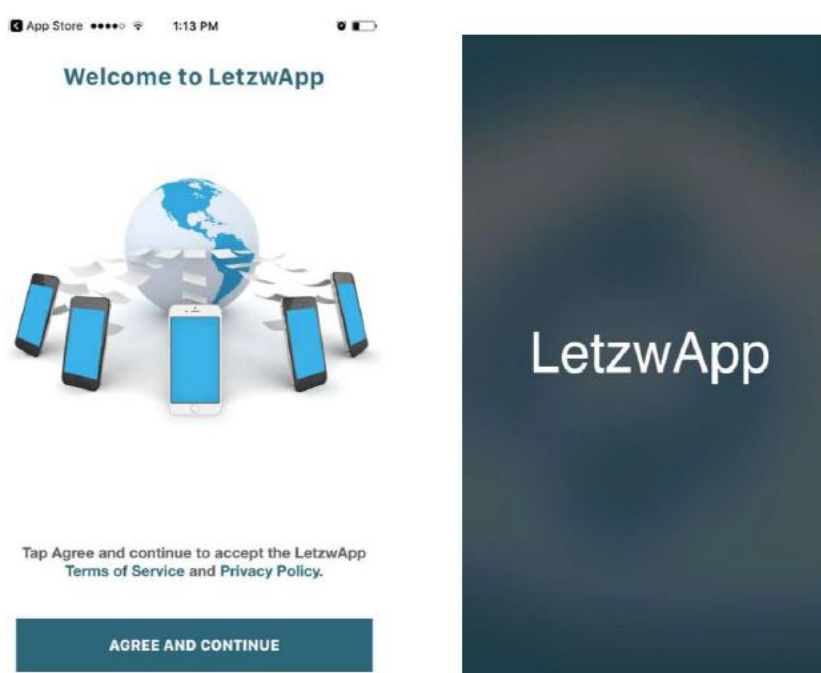 App Store 1:13 PM
Welcome to LetzwApp
Tap Agree and continue to accept the LetzwApp
Terms of Service and Privacy Policy.
AGREE AND CONTINUE
LetzwApp